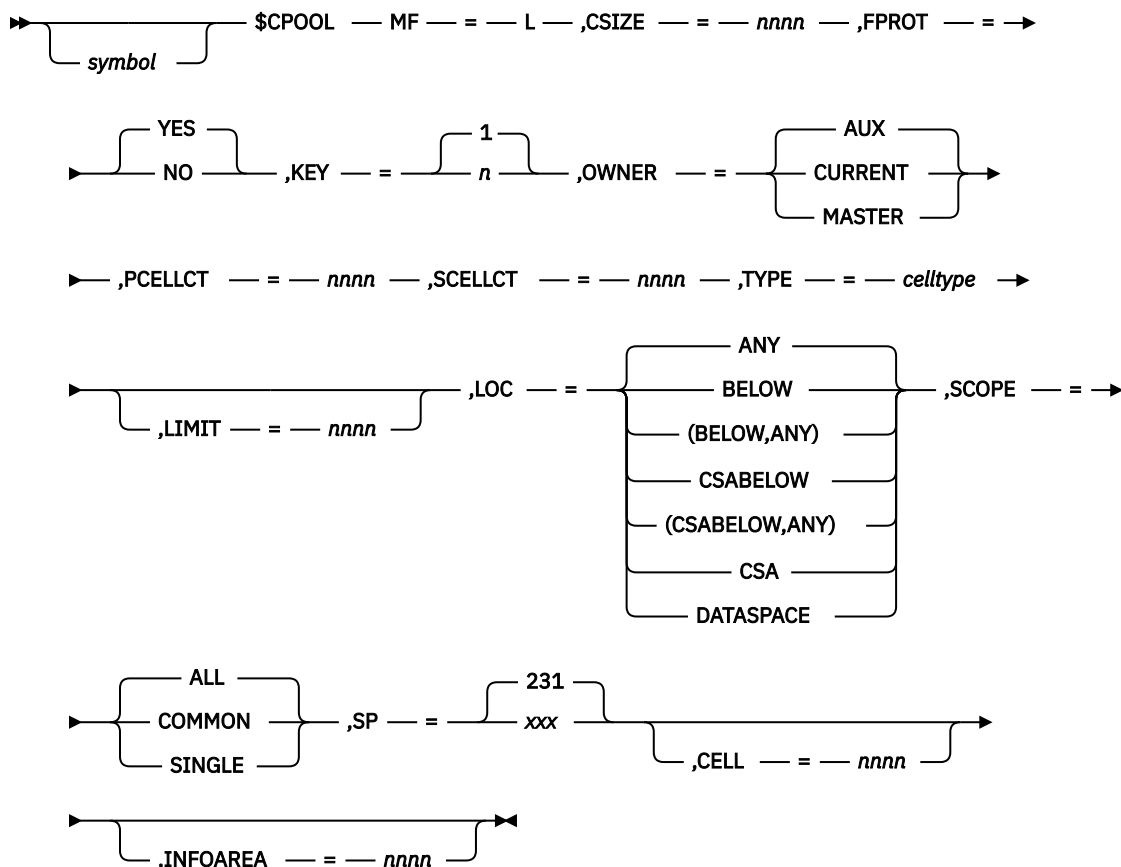 $CPOOL MF = L ,CSIZE = nnnn ,FPROT =
symbol
YES
NO ,KEY =
1
n ,OWNER =
AUX
CURRENT
MASTER
,PCELLCT = nnnn ,SCELLCT = nnnn ,TYPE = celltype
,LIMIT = nnnn
,LOC =
ANY
BELOW
(BELOW,ANY)
CSABELOW
(CSABELOW,ANY)
CSA
DATASPACE
,SCOPE =
ALL
COMMON
SINGLE
,SP =
231
xxx
,CELL = nnnn
,INFOAREA = nnnn